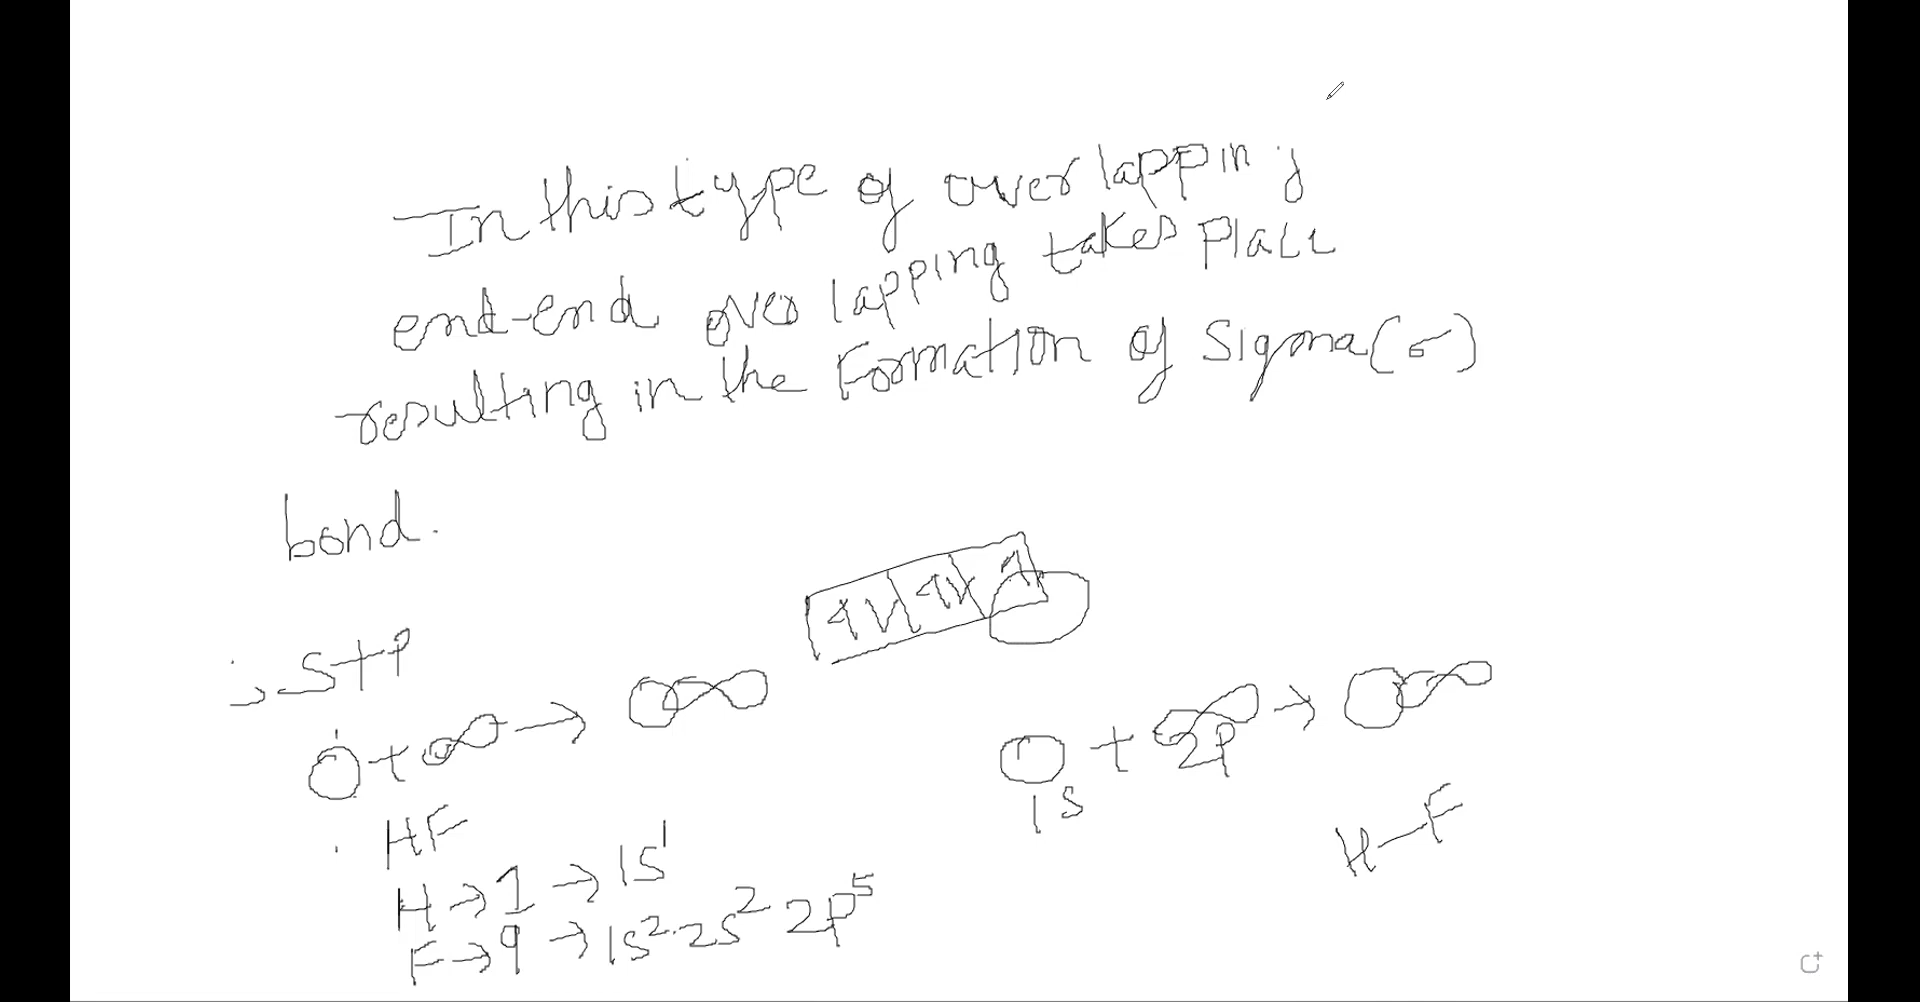 In this type of overlapping
end-end overlapping takes place
resulting in the Formation of Sigma (σ)
bond.
S+P
+ →
HF
H → 1 → 1S¹
F → 9 → 1S² 2S² 2P⁵
+ 2P →
1S
H-F